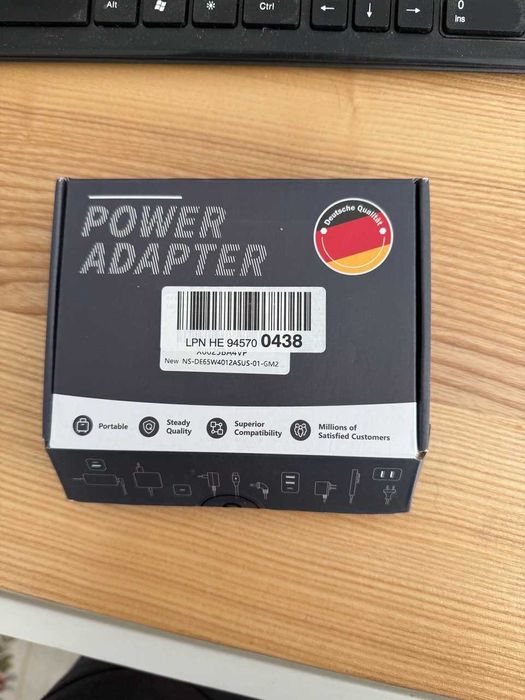 Alt
Ctrl
0
Ins
POWER
ADAPTER
Deutsche Qualität
LPN HE 94570 0438
New NS-DE65W4012ASUS-01-GM2
Portable
Steady
Quality
Superior
Compatibility
Millions of
Satisfied Customers